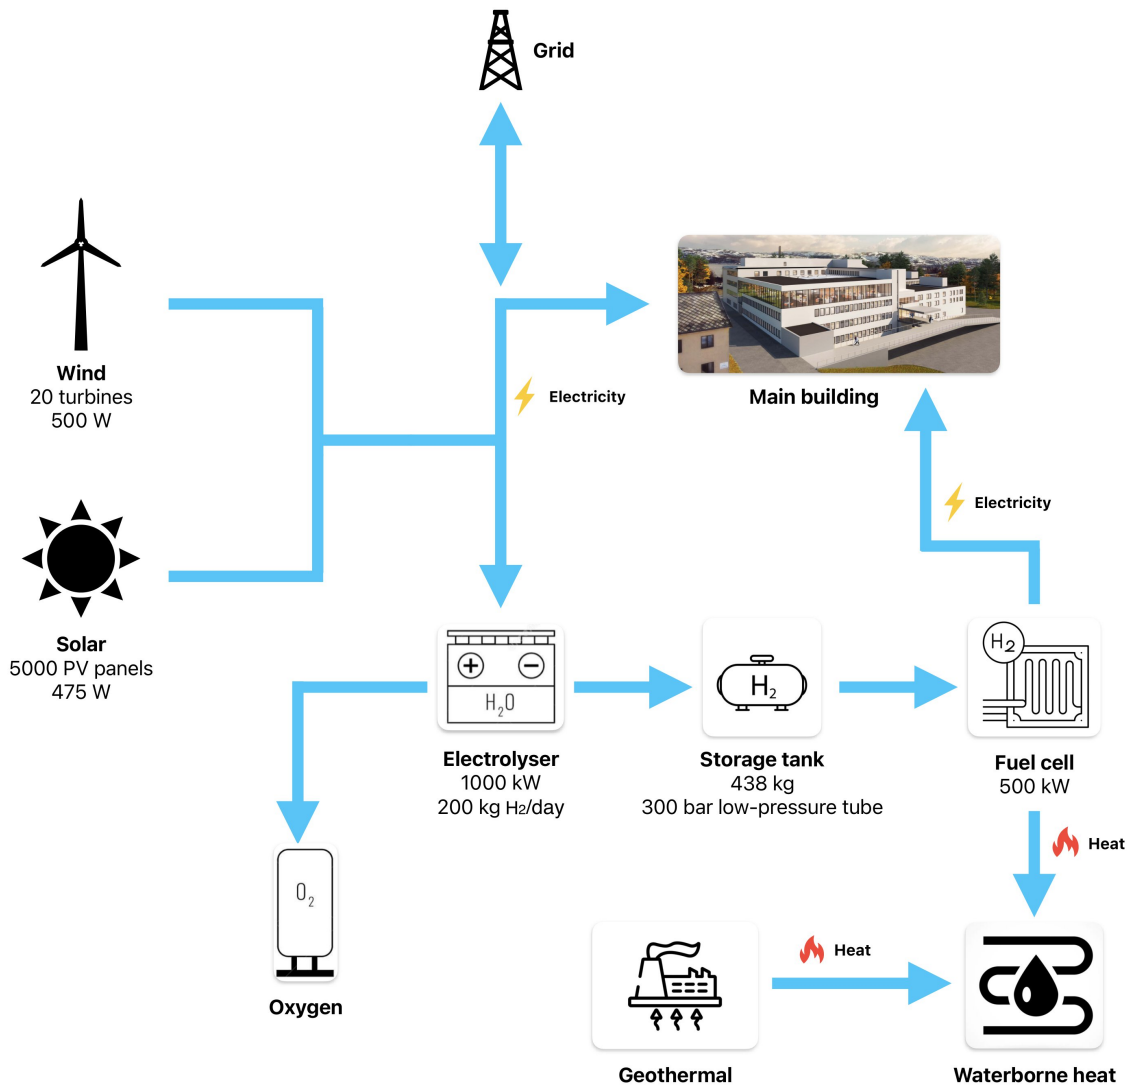 Grid
Wind
20 turbines
500 W
Main building
Electricity
Electricity
Solar
5000 PV panels
475 W
H₂O
H₂
H₂
Electrolyser
1000 kW
200 kg H2/day
Storage tank
438 kg
300 bar low-pressure tube
Fuel cell
500 kW
Heat
O₂
Oxygen
Heat
Geothermal
Waterborne heat